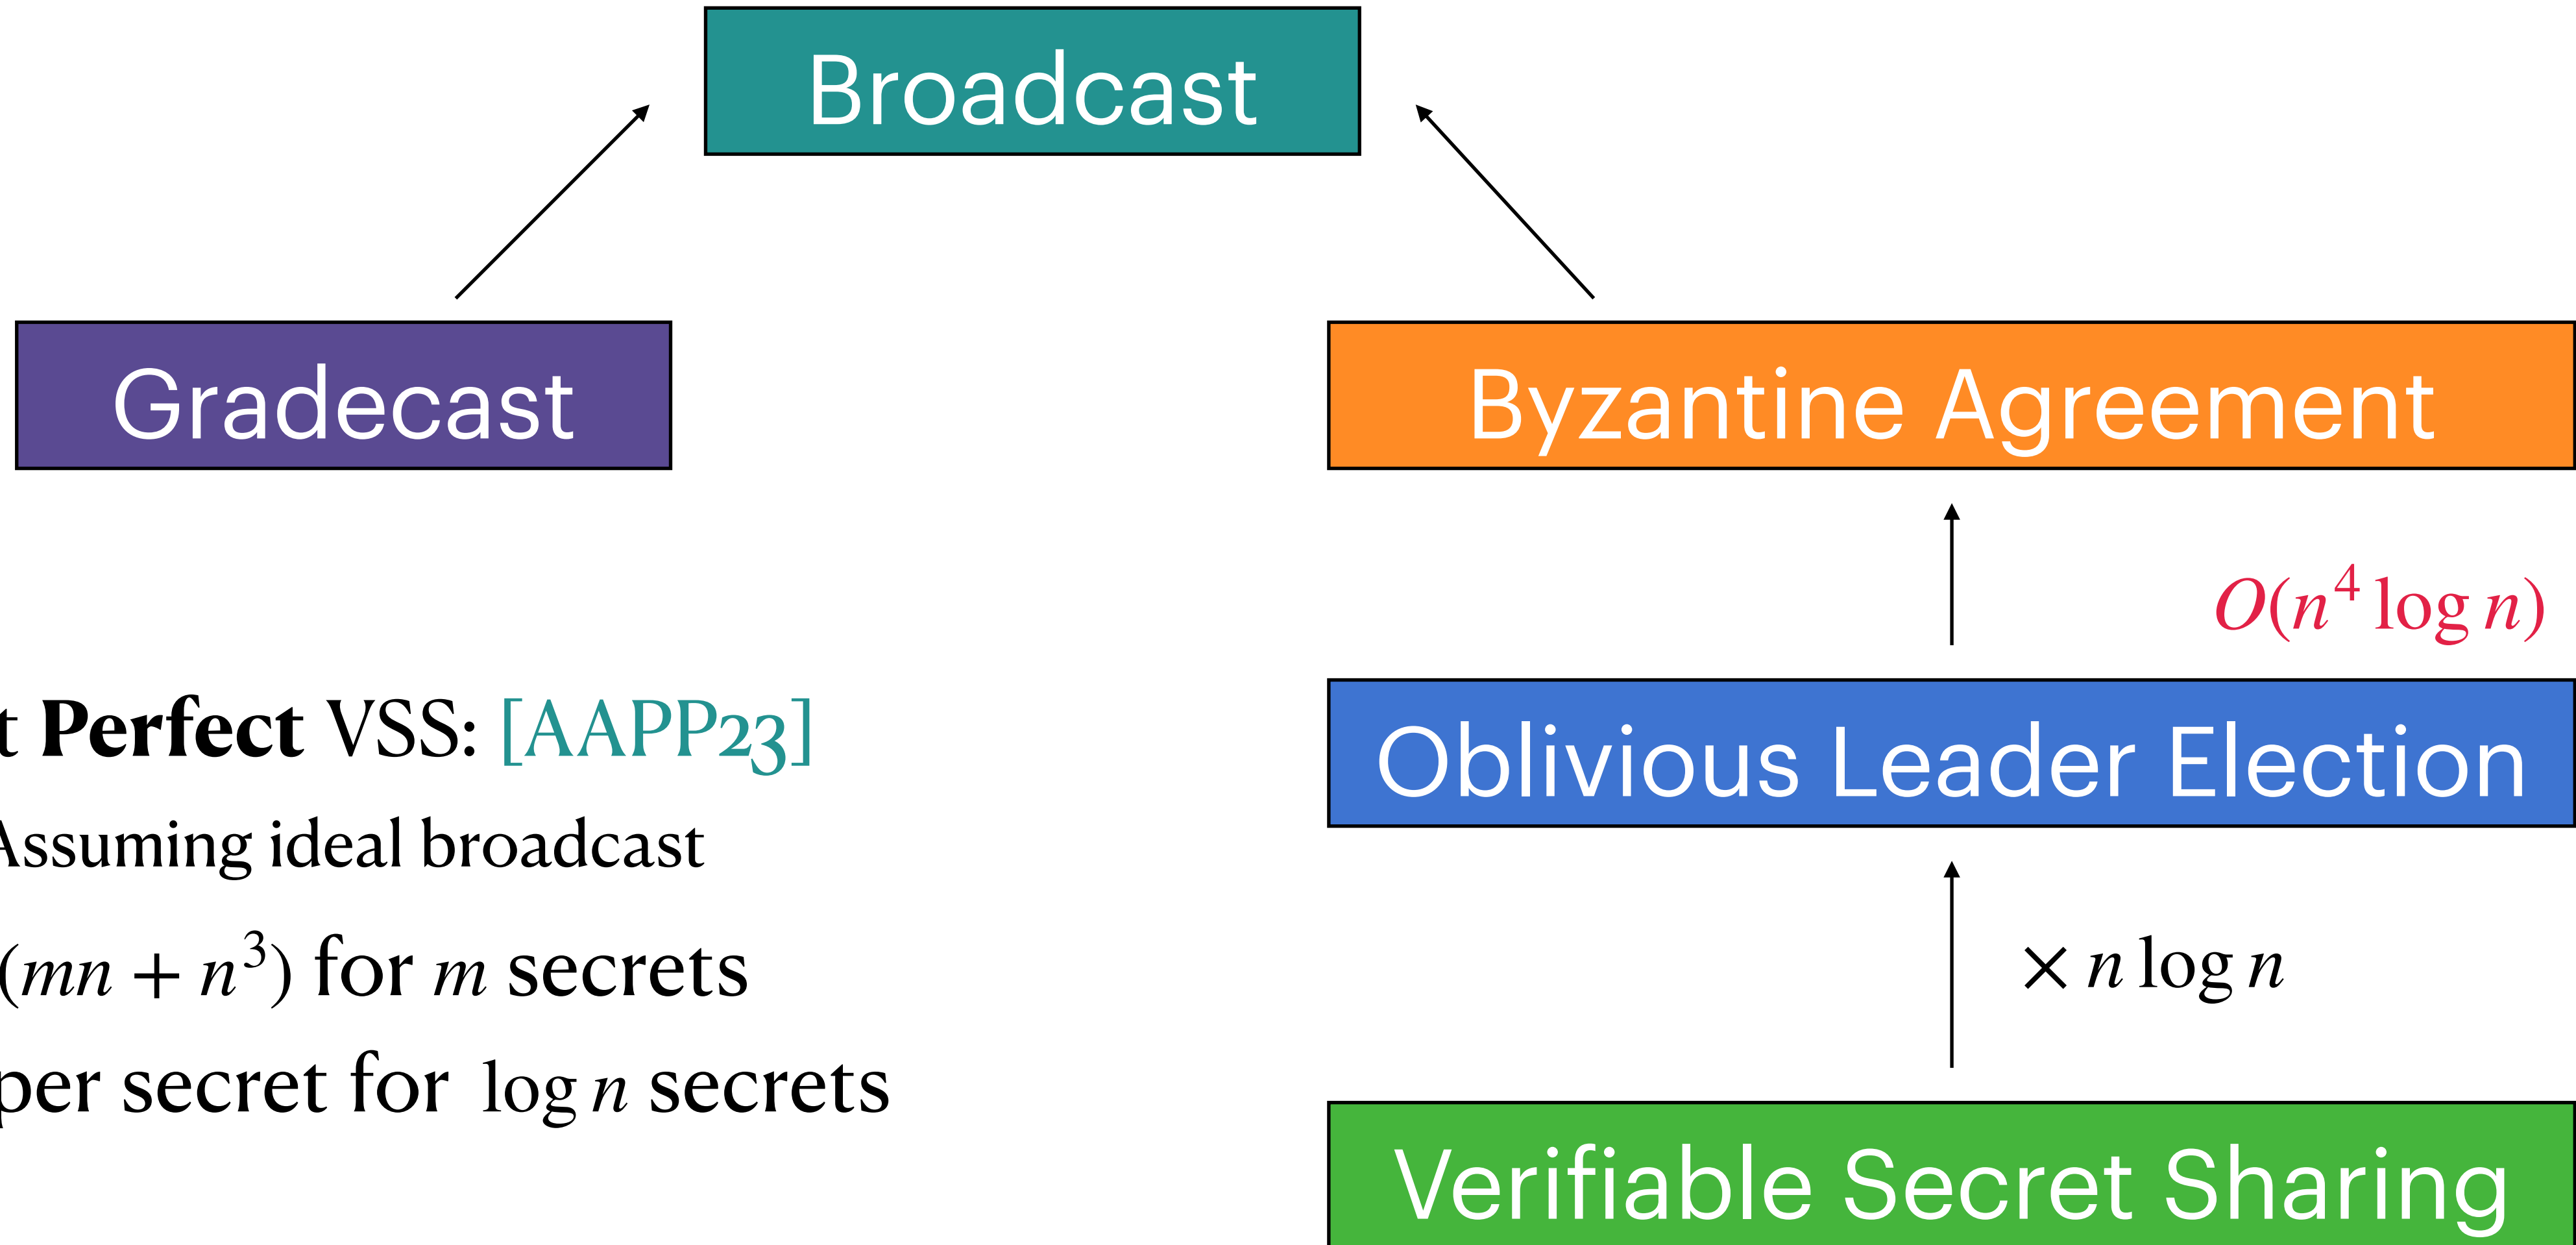 Broadcast
Gradecast
Byzantine Agreement
O(n⁴ log n)
Perfect VSS: [AAPP23]
Oblivious Leader Election
Assuming ideal broadcast
(mn + n³) for m secrets
× n log n
per secret for log n secrets
Verifiable Secret Sharing